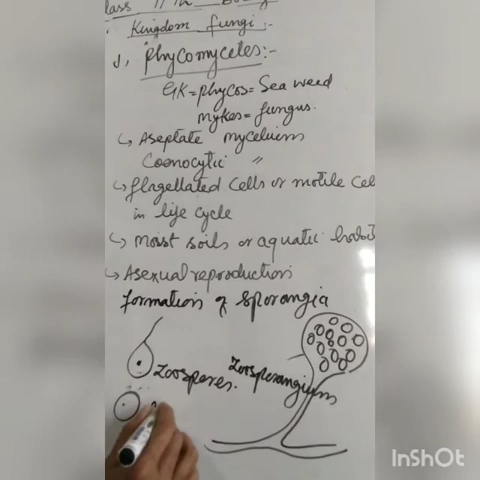 Kingdom fungi:-
1, Phycomycetes:-
GK = phycos = Sea weed
mykes = fungus.
↳ Aseptate mycelium
Coenocytic "
↳ flagellated cells or motile cel
in life cycle
↳ Moist soils or aquatic
↳ Asexual reproduction
formation of sporangia
Zoospores.
Zoosporangium
InShOt